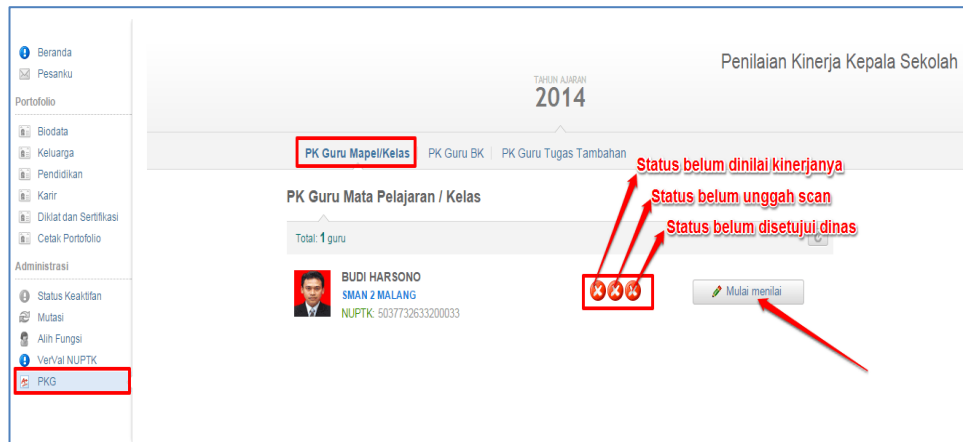 Beranda
Pesanku
Portofolio
Biodata
Keluarga
Pendidikan
Karir
Diklat dan Sertifikasi
Cetak Portofolio
Administrasi
Status Keaktifan
Mutasi
Alih Fungsi
VerVal NUPTK
PKG
Penilaian Kinerja Kepala Sekolah
TAHUN AJARAN
2014
PK Guru Mapel/Kelas PK Guru BK PK Guru Tugas Tambahan
Status belum dinilai kinerjanya
Status belum unggah scan
Status belum disetujui dinas
PK Guru Mata Pelajaran / Kelas
Total: 1 guru
BUDI HARSONO
SMAN 2 MALANG
NUPTK: 5037732633200033
Mulai menilai